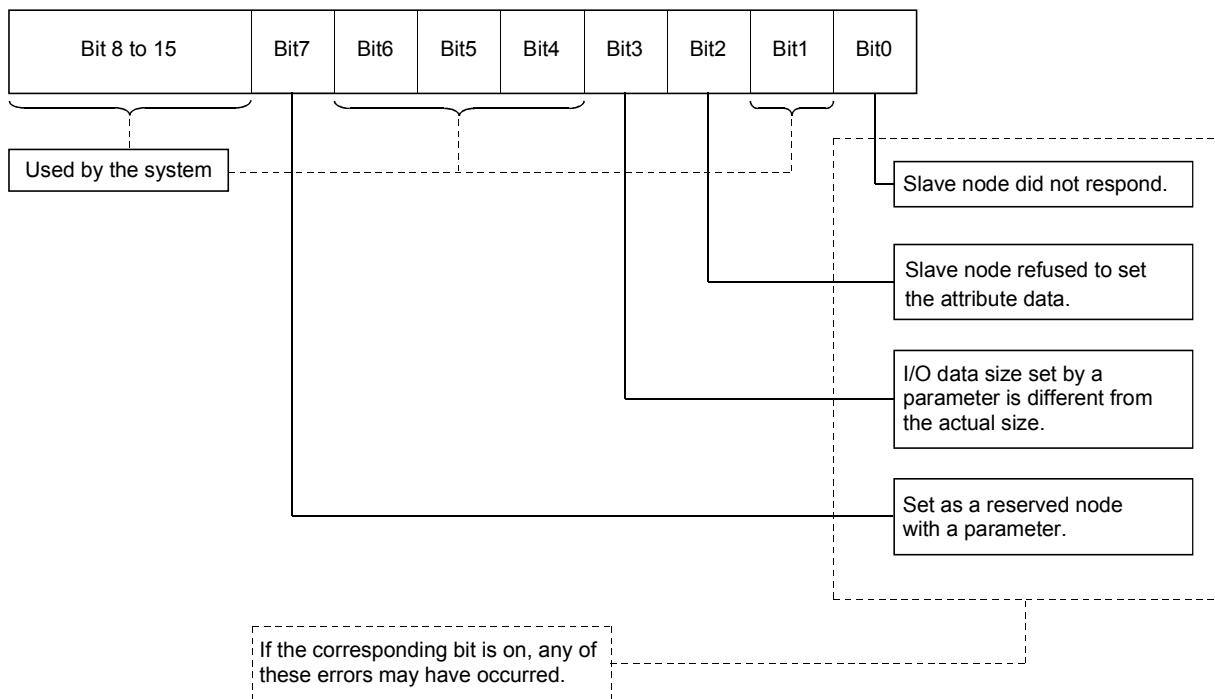 Bit 8 to 15 Bit7 Bit6 Bit5 Bit4 Bit3 Bit2 Bit1 Bit0
Used by the system
Slave node did not respond.
Slave node refused to set
the attribute data.
I/O data size set by a
parameter is different from
the actual size.
Set as a reserved node
with a parameter.
If the corresponding bit is on, any of
these errors may have occurred.